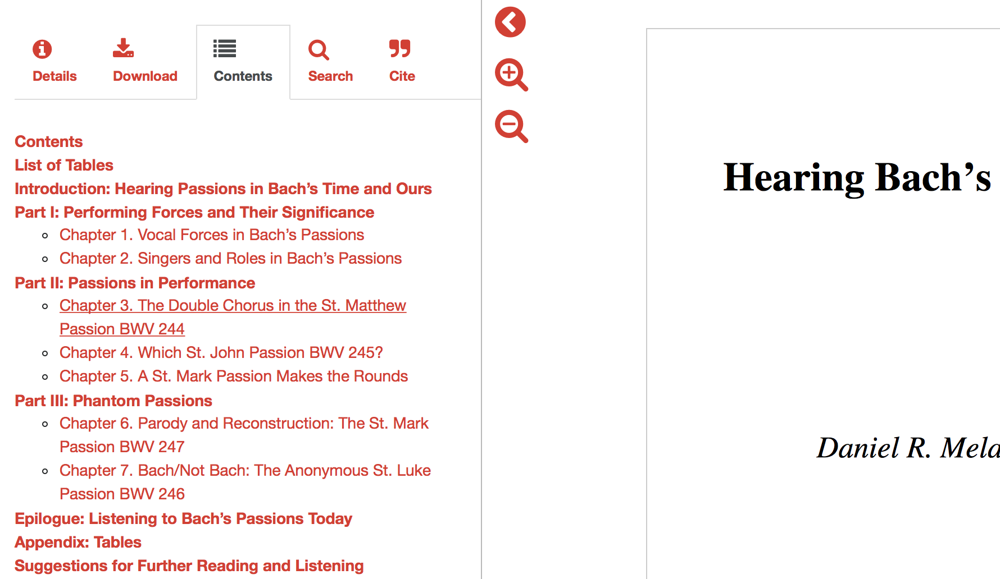 Details
Download
Contents
Search
Cite
Contents
List of Tables
Introduction: Hearing Passions in Bach’s Time and Ours
Part I: Performing Forces and Their Significance
Chapter 1. Vocal Forces in Bach’s Passions
Chapter 2. Singers and Roles in Bach’s Passions
Part II: Passions in Performance
Chapter 3. The Double Chorus in the St. Matthew
Passion BWV 244
Chapter 4. Which St. John Passion BWV 245?
Chapter 5. A St. Mark Passion Makes the Rounds
Part III: Phantom Passions
Chapter 6. Parody and Reconstruction: The St. Mark
Passion BWV 247
Chapter 7. Bach/Not Bach: The Anonymous St. Luke
Passion BWV 246
Epilogue: Listening to Bach’s Passions Today
Appendix: Tables
Suggestions for Further Reading and Listening
Hearing Bach’s
Daniel R. Mela